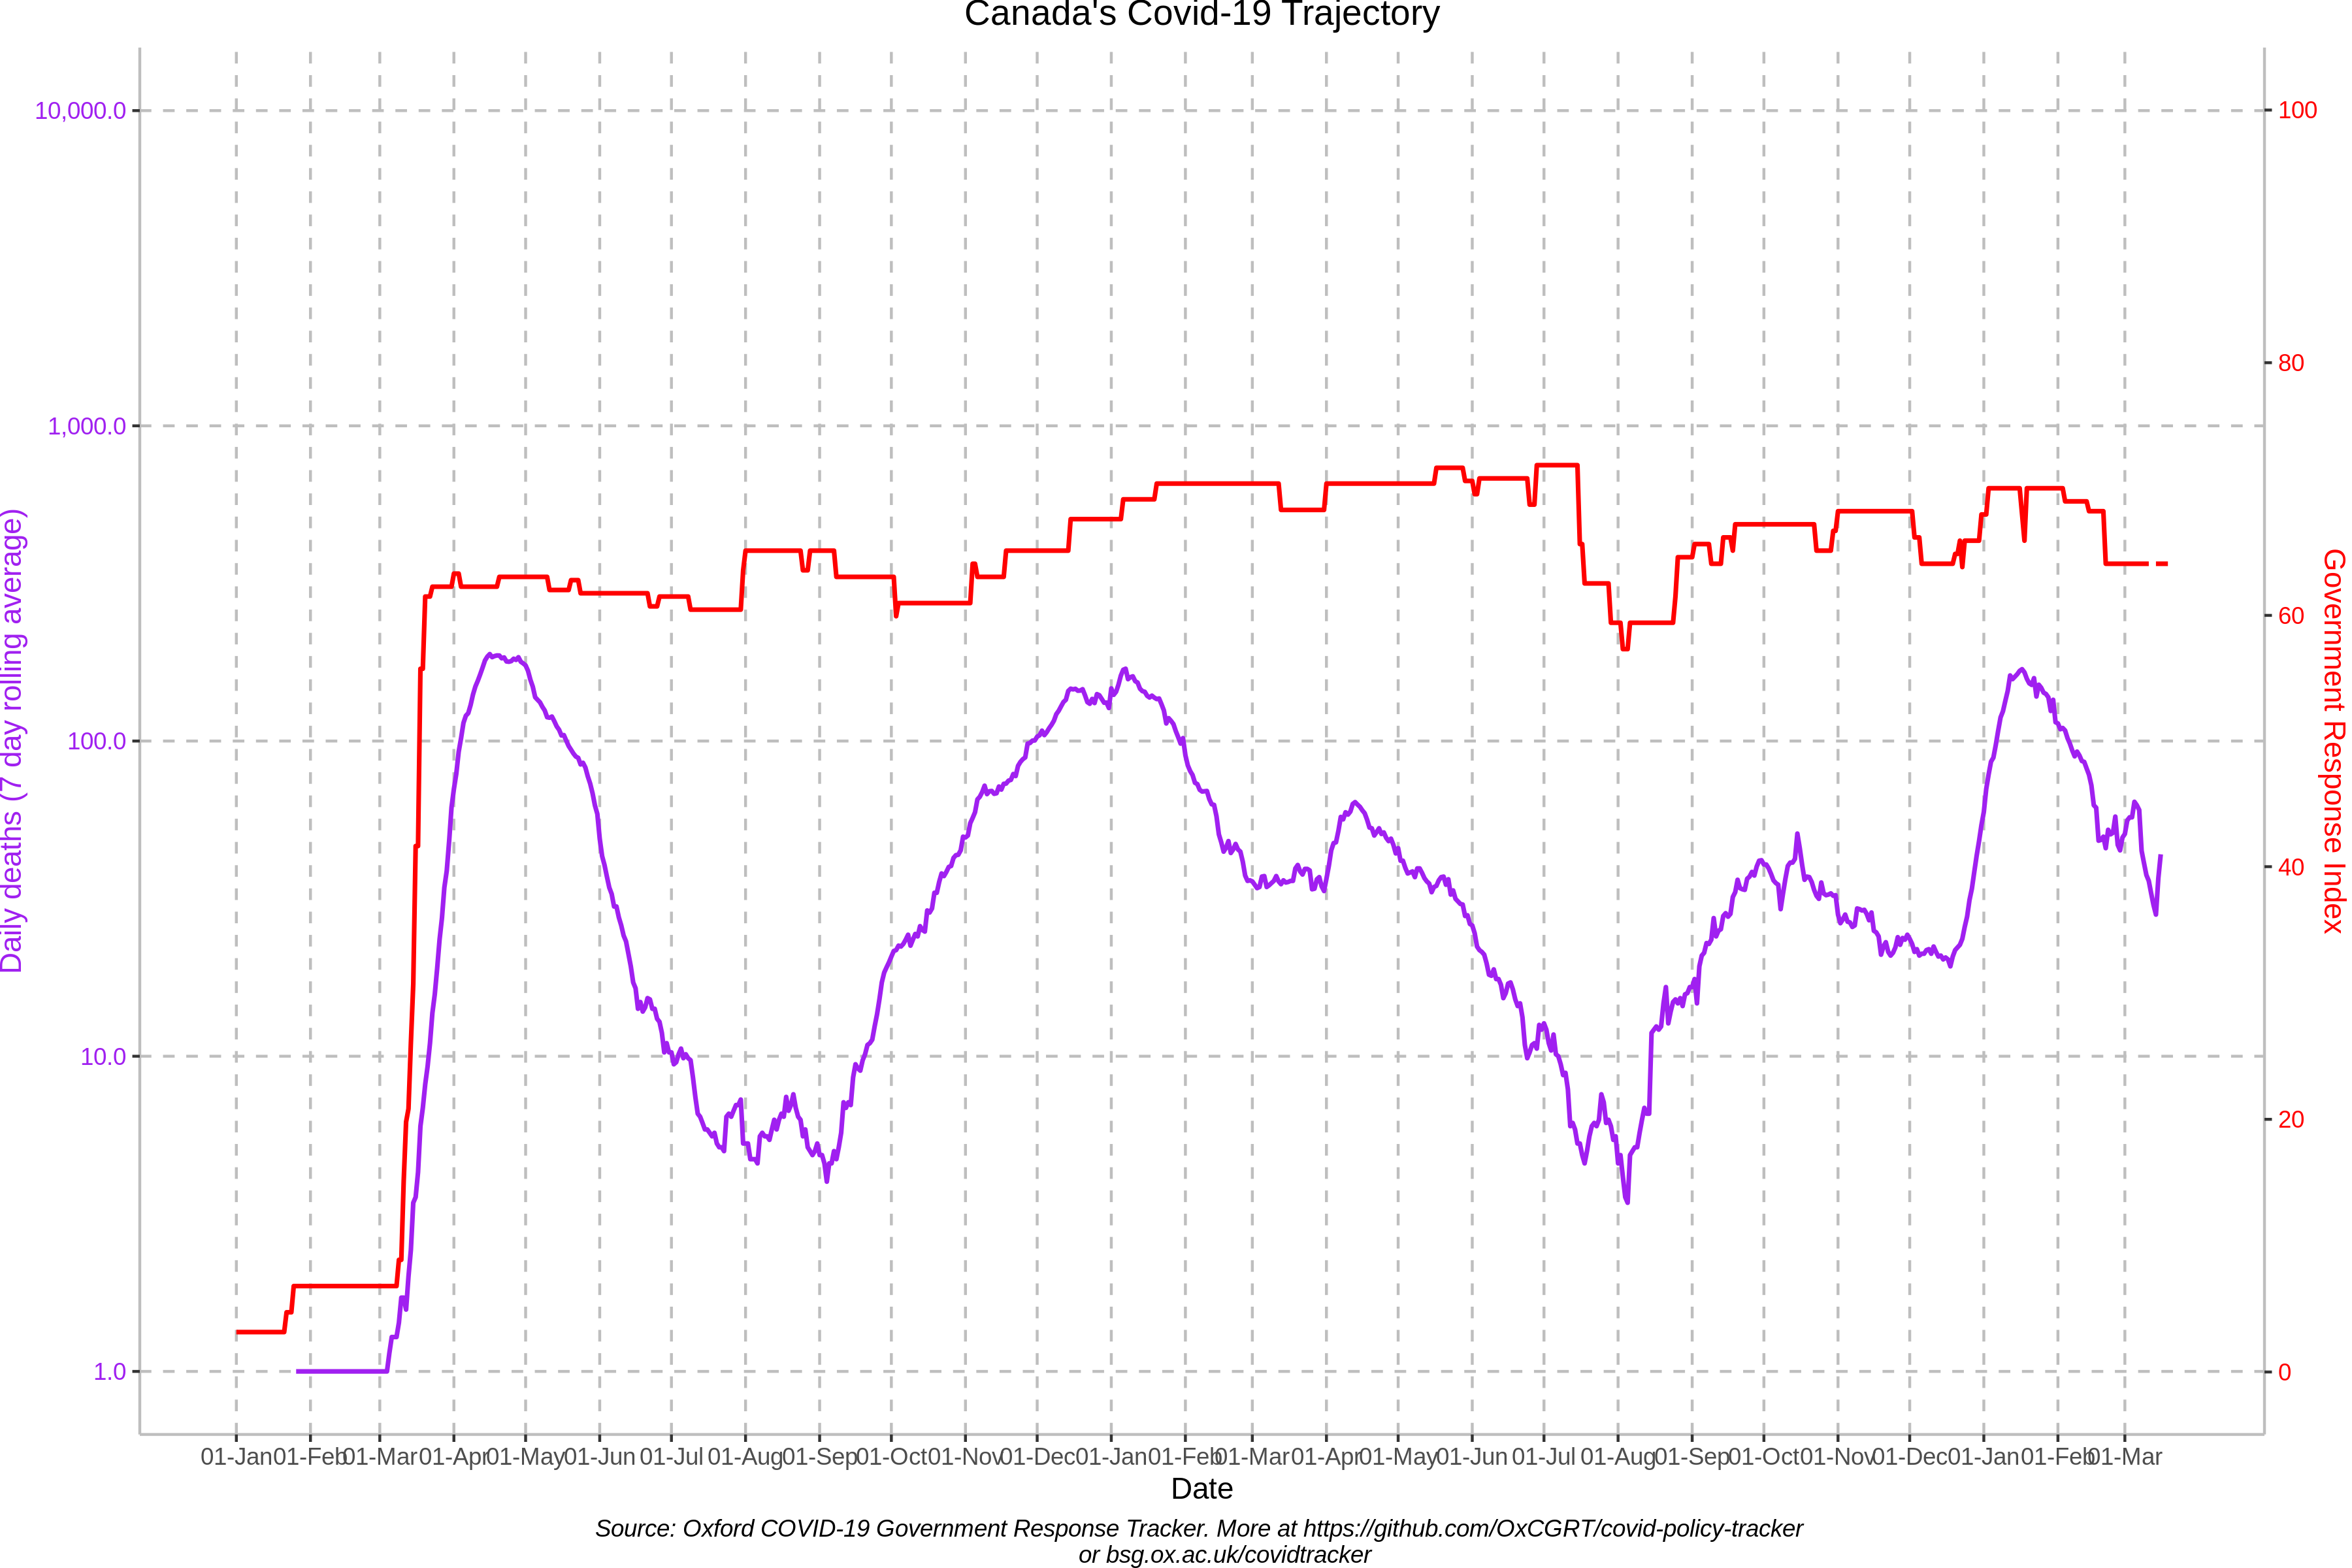 Canada's Covid-19 Trajectory
10,000.0
1,000.0
100.0
10.0
1.0
Daily deaths (7 day rolling average)
100
80
60
40
20
0
Government Response Index
01-Jan 01-Feb 01-Mar 01-Apr 01-May 01-Jun 01-Jul 01-Aug 01-Sep 01-Oct 01-Nov 01-Dec 01-Jan 01-Feb 01-Mar 01-Apr 01-May 01-Jun 01-Jul 01-Aug 01-Sep 01-Oct 01-Nov 01-Dec 01-Jan 01-Feb 01-Mar
Date
Source: Oxford COVID-19 Government Response Tracker. More at https://github.com/OxCGRT/covid-policy-tracker
or bsg.ox.ac.uk/covidtracker